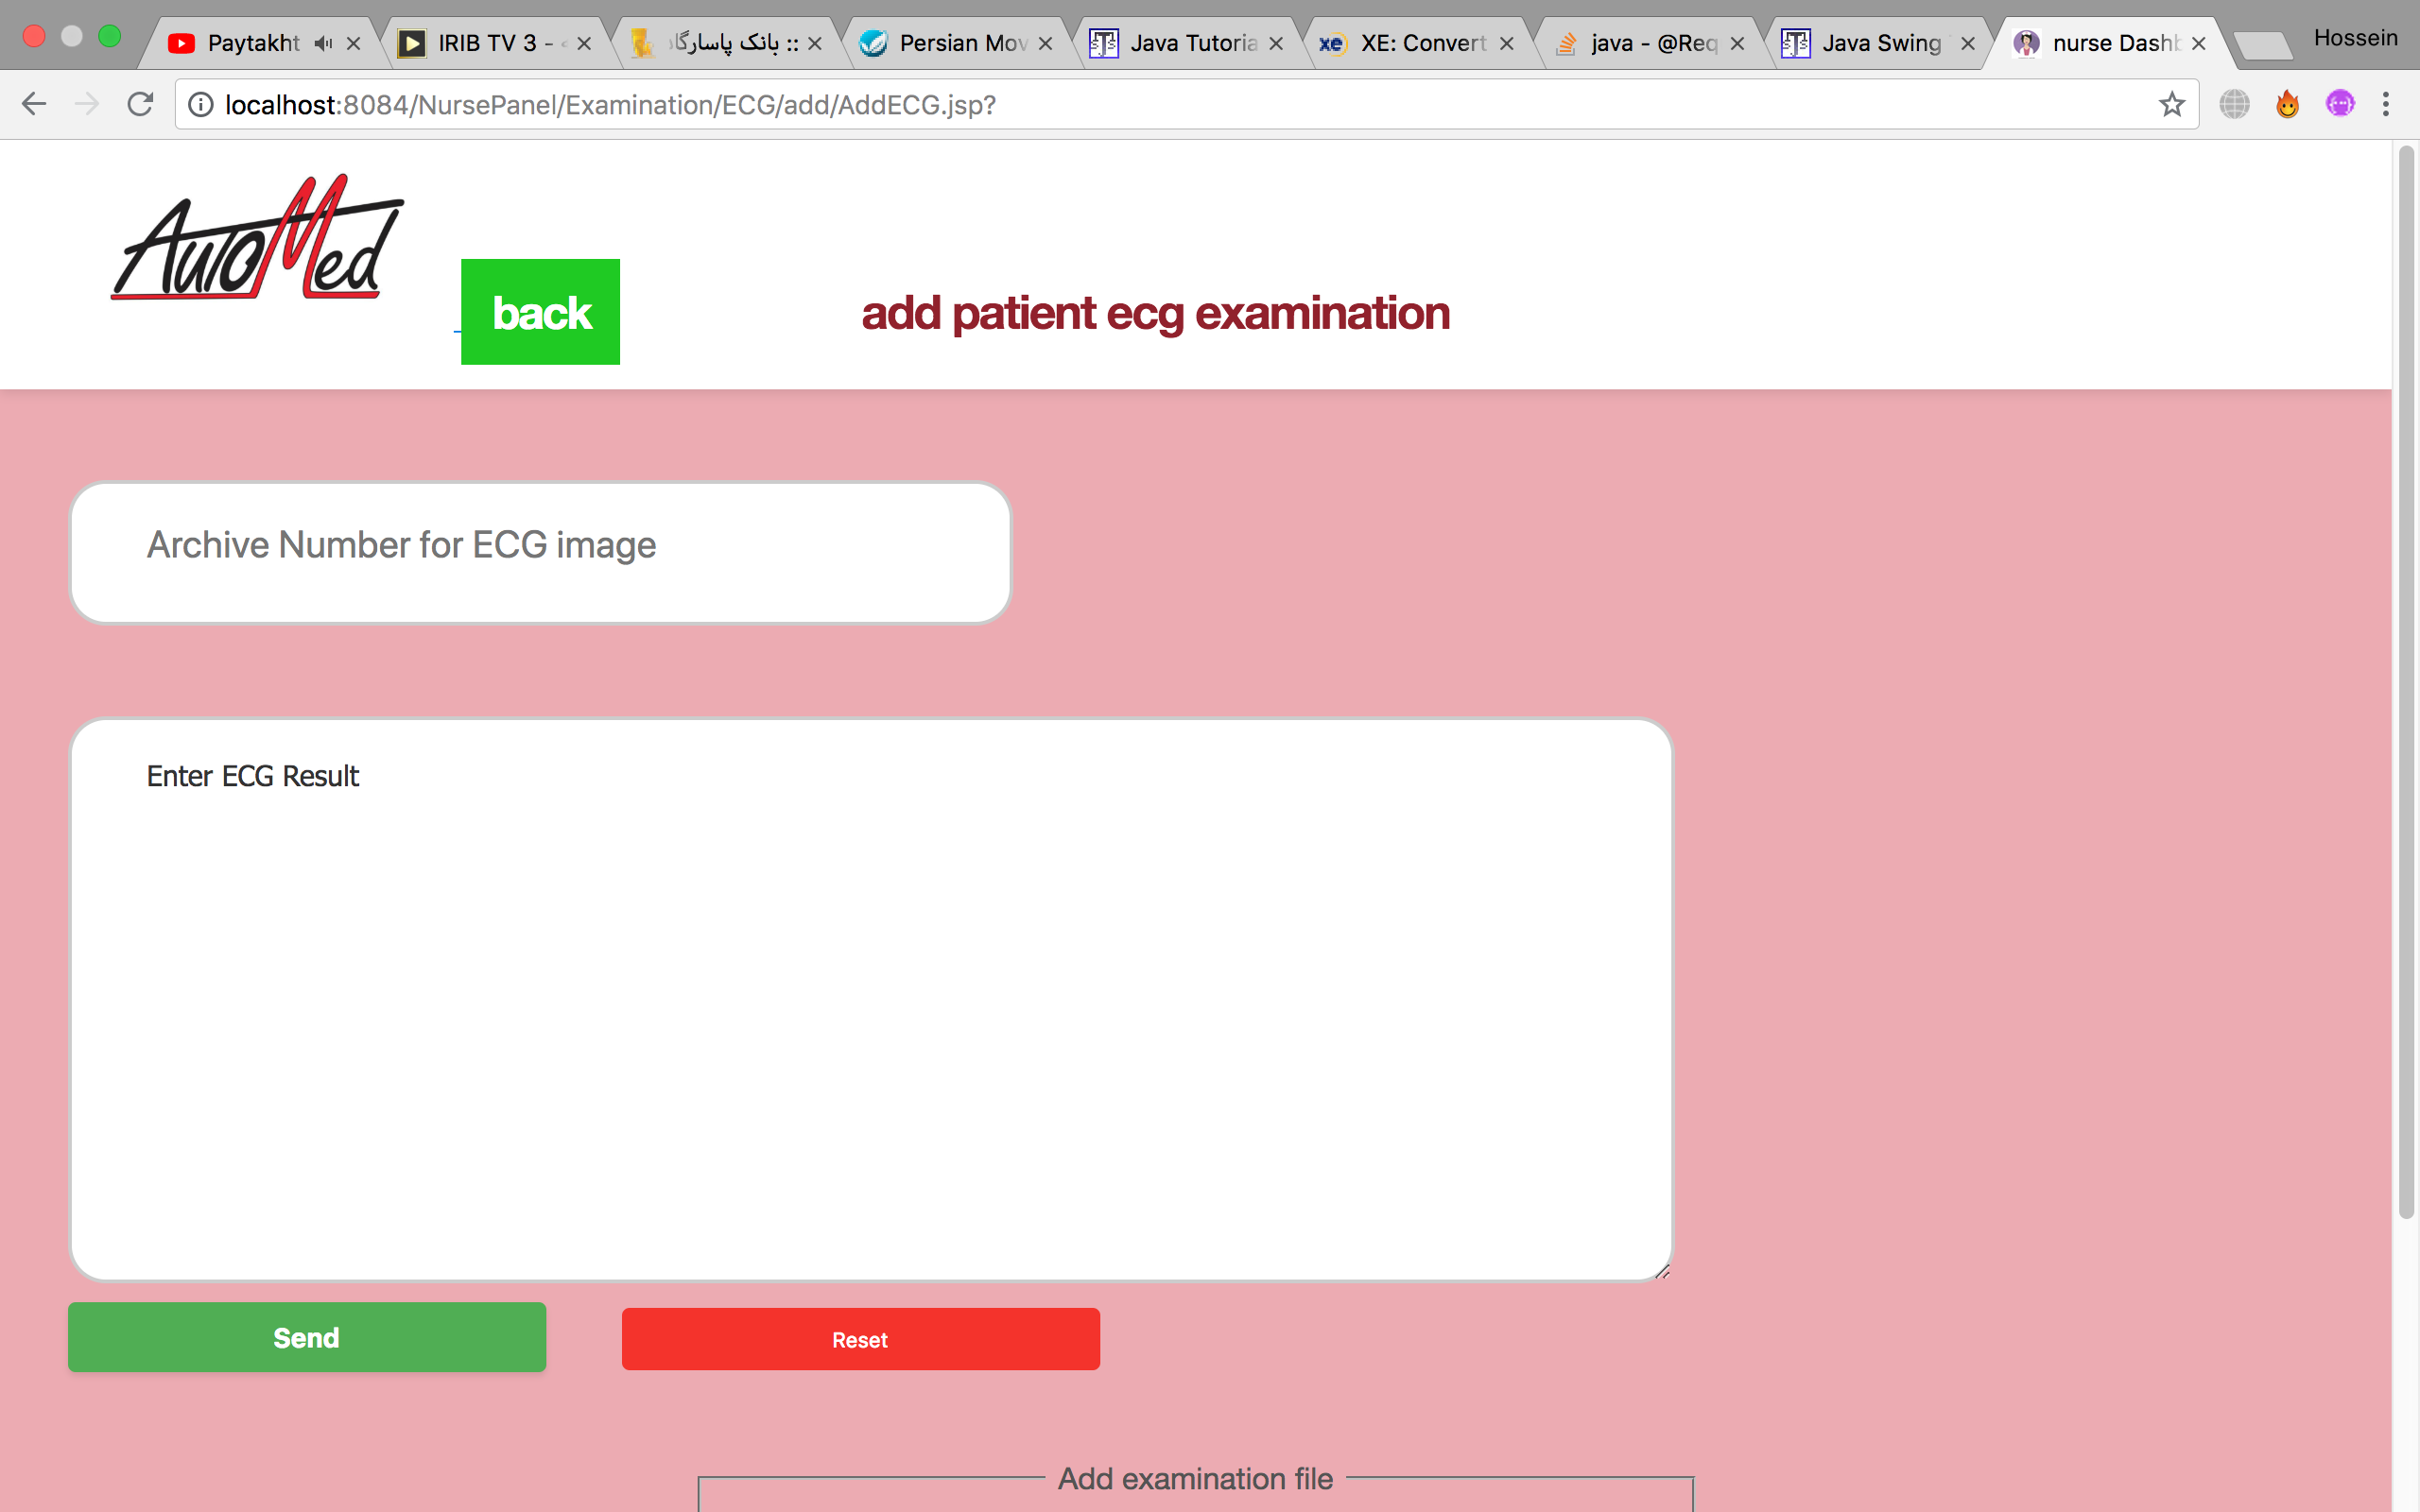 Paytakht
IRIB TV 3 -
بانک پاسارگا ::
Persian Mov
Java Tutoria
XE: Convert
java - @Req
Java Swing
nurse Dashb
Hossein
localhost:8084/NursePanel/Examination/ECG/add/AddECG.jsp?
AutoMed
back
add patient ecg examination
Archive Number for ECG image
Enter ECG Result
Send
Reset
Add examination file